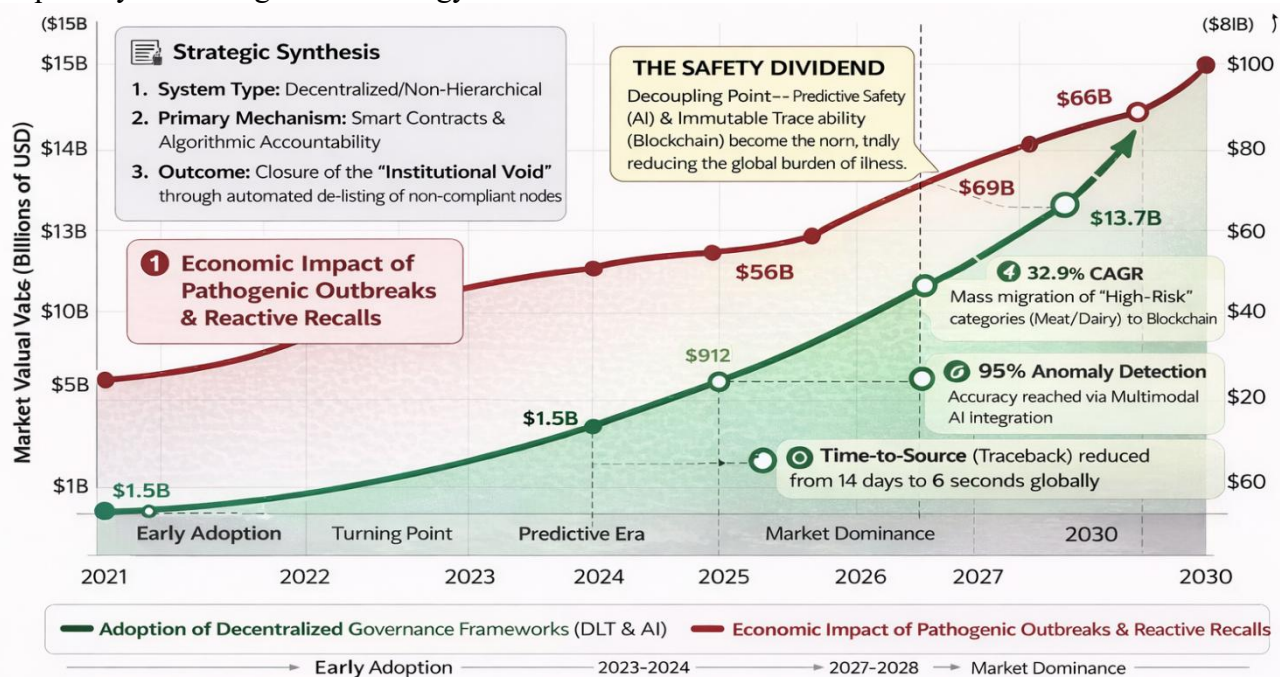 ($15B
$15B
$14B
$13B
$10B
$5B
$1B
Market Valual Vabs (BIllions of USD)
Strategic Synthesis
1. System Type: Decentralized/Non-Hierarchical
2. Primary Mechanism: Smart Contracts &
Algorithmic Accountability
3. Outcome: Closure of the "Institutional Void"
through automated de-listing of non-compliant nodes
1 Economic Impact of
Pathogenic Outbreaks
& Reactive Recalls
THE SAFETY DIVIDEND
Decoupling Point-- Predictive Safety
(AI) & Immutable Trace ability
(Blockchain) become the norn, tnally
reducing the global burden of ilness.
($8IB)
$100
$80
$60
$40
$20
$60
$66B
$69B
$56B
$13.7B
$912
$1.5B
$1.5B
4 32.9% CAGR
Mass migration of "High-Risk"
categories (Meat/Dairy) to Blockchain
95% Anomaly Detection
Accuracy reached via Multimodal
AI integration
Time-to-Source (Traceback) reduced
from 14 days to 6 seconds globally
Early Adoption Turning Point Predictive Era Market Dominance 2030
2021 2022 2023 2024 2025 2026 2027 2030
Adoption of Decentralized Governance Frameworks (DLT & AI) Economic Impact of Pathogenic Outbreaks & Reactive Recalls
Early Adoption 2023-2024 2027-2028 Market Dominance